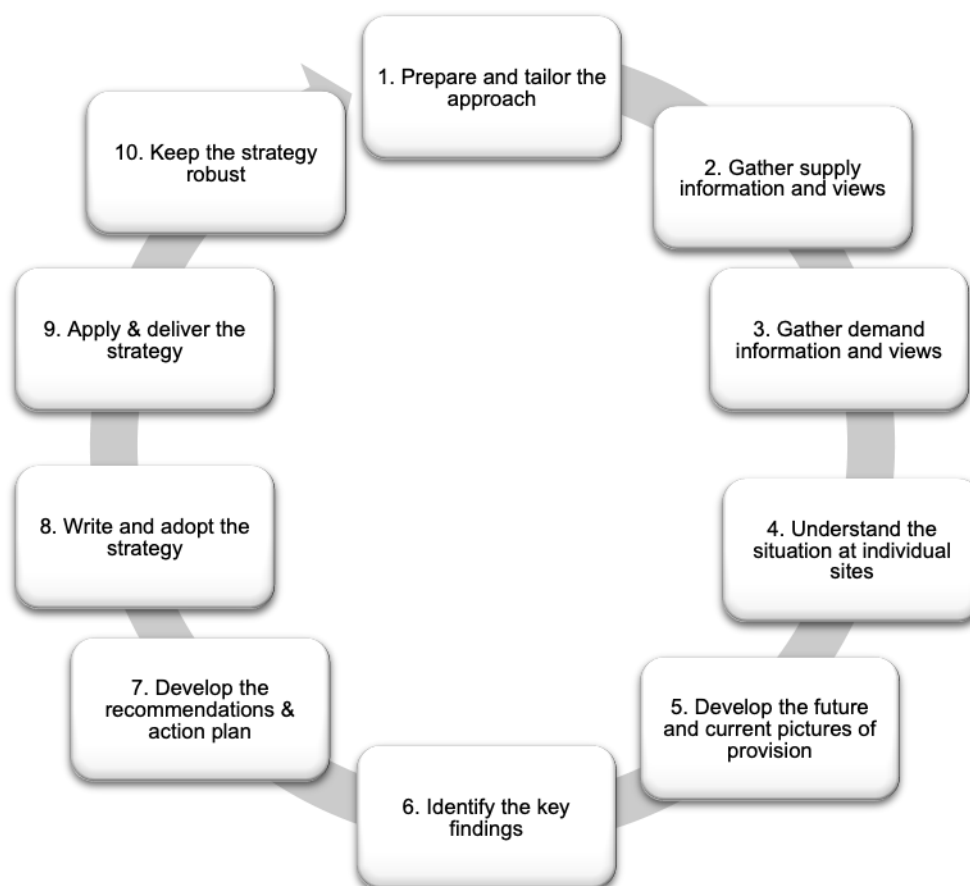 1. Prepare and tailor the
approach
2. Gather supply
information and views
3. Gather demand
information and views
4. Understand the
situation at individual
sites
5. Develop the future
and current pictures of
provision
6. Identify the key
findings
7. Develop the
recommendations &
action plan
8. Write and adopt the
strategy
9. Apply & deliver the
strategy
10. Keep the strategy
robust